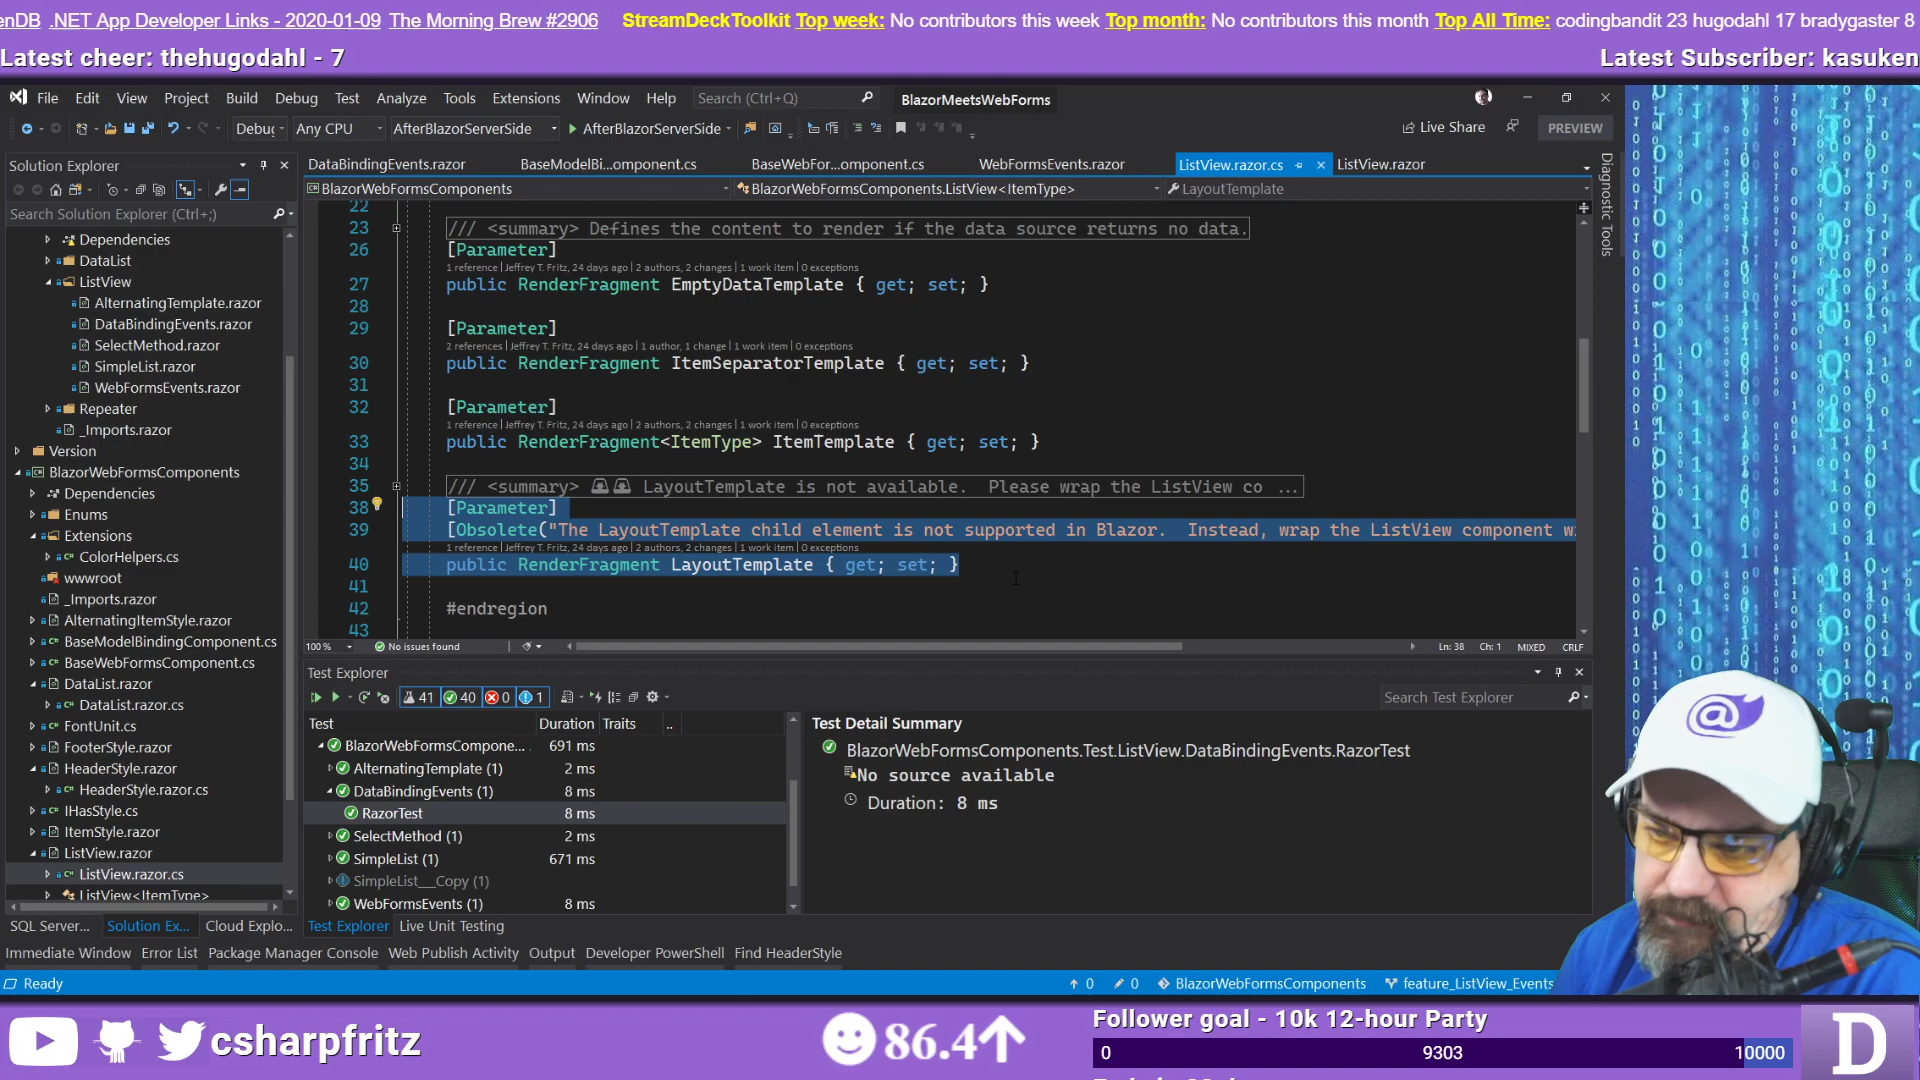 enDB .NET App Developer Links - 2020-01-09 The Morning Brew #2906 StreamDeckToolkit Top week: No contributors this week Top month: No contributors this month Top All Time: codingbandit 23 hugodahl 17 bradygaster 8
Latest cheer: thehugodahl - 7
Latest Subscriber: kasuken
File Edit View Project Build Debug Test Analyze Tools Extensions Window Help Search (Ctrl+Q) BlazorMeetsWebForms
Debug Any CPU AfterBlazorServerSide AfterBlazorServerSide Live Share PREVIEW
Solution Explorer
DataBindingEvents.razor BaseModelBi...omponent.cs BaseWebFor...omponent.cs WebFormsEvents.razor ListView.razor.cs ListView.razor
BlazorWebFormsComponents BlazorWebFormsComponents.ListView<ItemType> LayoutTemplate
Search Solution Explorer (Ctrl+;)
Dependencies
DataList
ListView
AlternatingTemplate.razor
DataBindingEvents.razor
SelectMethod.razor
SimpleList.razor
WebFormsEvents.razor
Repeater
_Imports.razor
Version
BlazorWebFormsComponents
Dependencies
Enums
Extensions
ColorHelpers.cs
wwwroot
_Imports.razor
AlternatingItemStyle.razor
BaseModelBindingComponent.cs
BaseWebFormsComponent.cs
DataList.razor
DataList.razor.cs
FontUnit.cs
FooterStyle.razor
HeaderStyle.razor
HeaderStyle.razor.cs
IHasStyle.cs
ItemStyle.razor
ListView.razor
ListView.razor.cs
ListView<ItemType>
22
23 /// <summary> Defines the content to render if the data source returns no data.
26 [Parameter]
1 reference | Jeffrey T. Fritz, 24 days ago | 2 authors, 2 changes | 1 work item | 0 exceptions
27 public RenderFragment EmptyDataTemplate { get; set; }
28
29 [Parameter]
2 references | Jeffrey T. Fritz, 24 days ago | 1 author, 1 change | 1 work item | 0 exceptions
30 public RenderFragment ItemSeparatorTemplate { get; set; }
31
32 [Parameter]
1 reference | Jeffrey T. Fritz, 24 days ago | 2 authors, 2 changes | 1 work item | 0 exceptions
33 public RenderFragment<ItemType> ItemTemplate { get; set; }
34
35 /// <summary> 🚨🚨 LayoutTemplate is not available. Please wrap the ListView co ...
38 [Parameter]
39 [Obsolete("The LayoutTemplate child element is not supported in Blazor. Instead, wrap the ListView component wi
1 reference | Jeffrey T. Fritz, 24 days ago | 2 authors, 2 changes | 1 work item | 0 exceptions
40 public RenderFragment LayoutTemplate { get; set; }
41
42 #endregion
43
100 % No issues found Ln: 38 Ch: 1 MIXED CRLF
Diagnostic Tools
Test Explorer
41 40 0 1 Search Test Explorer
Test Duration Traits ..
BlazorWebFormsCompone... 691 ms
AlternatingTemplate (1) 2 ms
DataBindingEvents (1) 8 ms
RazorTest 8 ms
SelectMethod (1) 2 ms
SimpleList (1) 671 ms
SimpleList__Copy (1)
WebFormsEvents (1) 8 ms
Test Detail Summary
BlazorWebFormsComponents.Test.ListView.DataBindingEvents.RazorTest
No source available
Duration: 8 ms
SQL Server... Solution Ex... Cloud Explo... Test Explorer Live Unit Testing
Immediate Window Error List Package Manager Console Web Publish Activity Output Developer PowerShell Find HeaderStyle
Ready 0 0 BlazorWebFormsComponents feature_ListView_Events
csharpfritz
86.4
Follower goal - 10k 12-hour Party
0 9303 10000
D